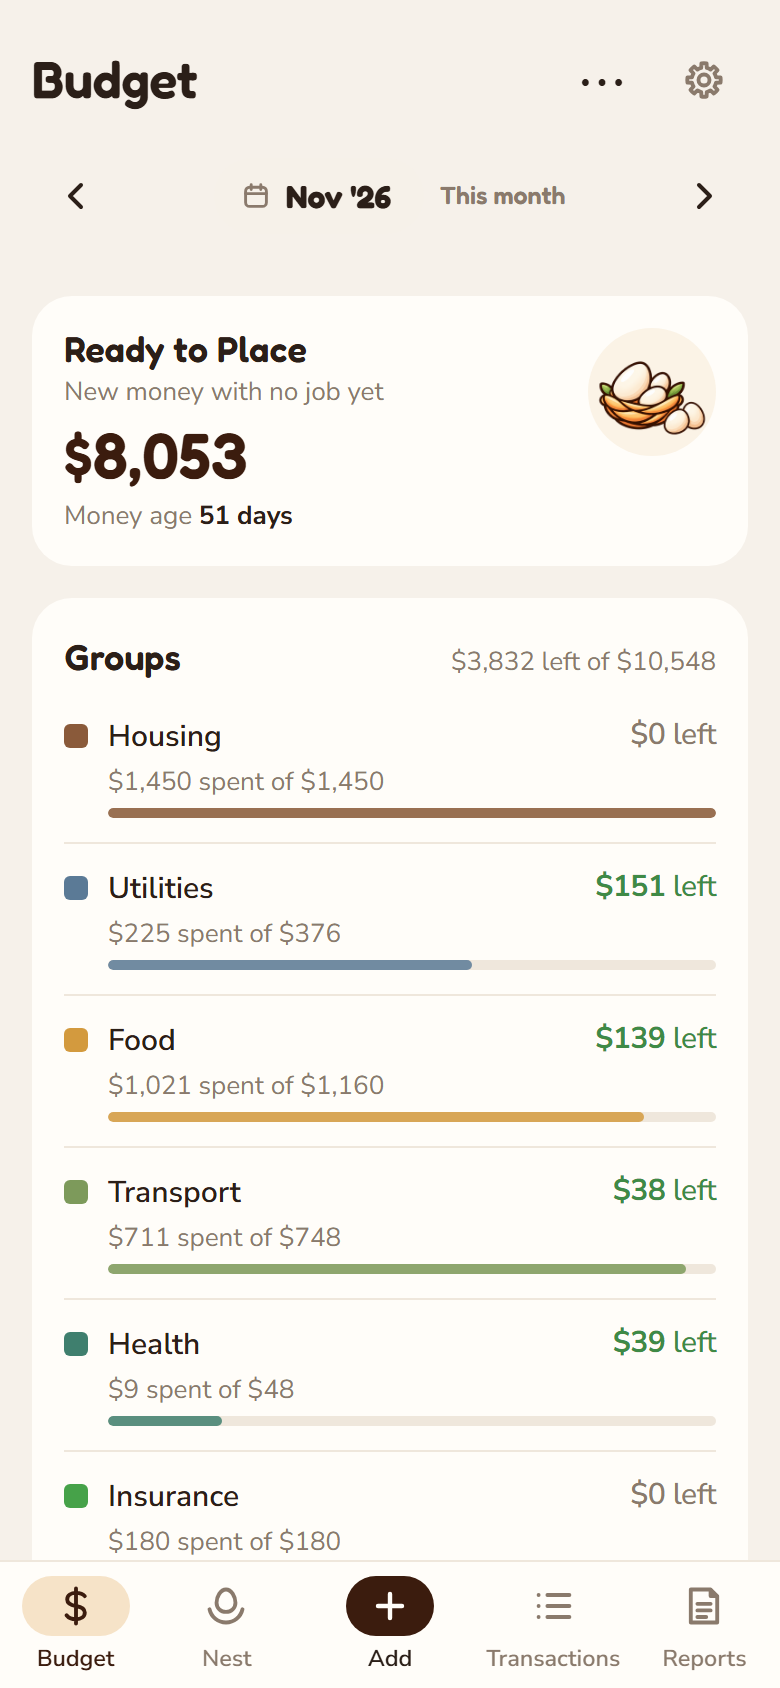 Budget
Nov '26 This month
Ready to Place
New money with no job yet
$8,053
Money age 51 days
Groups $3,832 left of $10,548
Housing $0 left
$1,450 spent of $1,450
Utilities $151 left
$225 spent of $376
Food $139 left
$1,021 spent of $1,160
Transport $38 left
$711 spent of $748
Health $39 left
$9 spent of $48
Insurance $0 left
$180 spent of $180
Budget Nest Add Transactions Reports